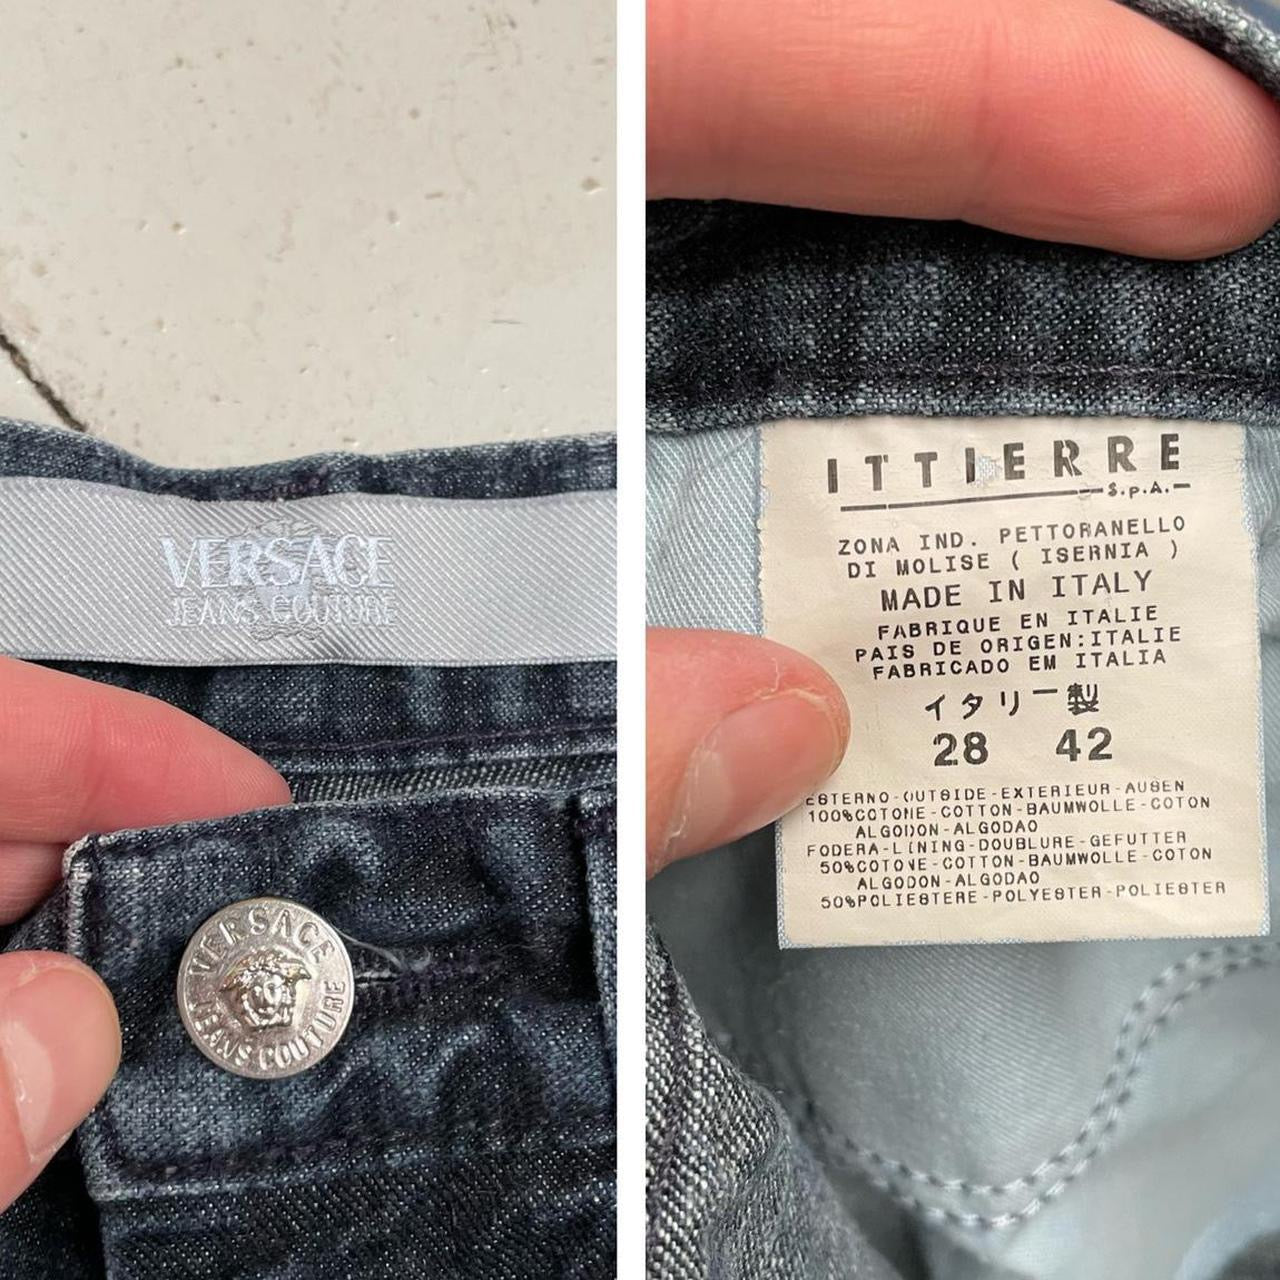 VERSACE
JEANS COUTURE
VERSACE
JEANS COUTURE
ITTIERRE
S.p.A.
ZONA IND. PETTORANELLO
DI MOLISE ( ISERNIA )
MADE IN ITALY
FABRIQUE EN ITALIE
PAIS DE ORIGEN:ITALIE
FABRICADO EM ITALIA
イタリー製
28 42
ESTERNO-OUTSIDE-EXTERIEUR-AUSEN
100%COTONE-COTTON-BAUMWOLLE-COTON
ALGODON-ALGODAO
FODERA-LINING-DOUBLURE-GEFUTTER
50%COTONE-COTTON-BAUMWOLLE-COTON
ALGODON-ALGODAO
50%POLIESTERE-POLYESTER-POLIESTER